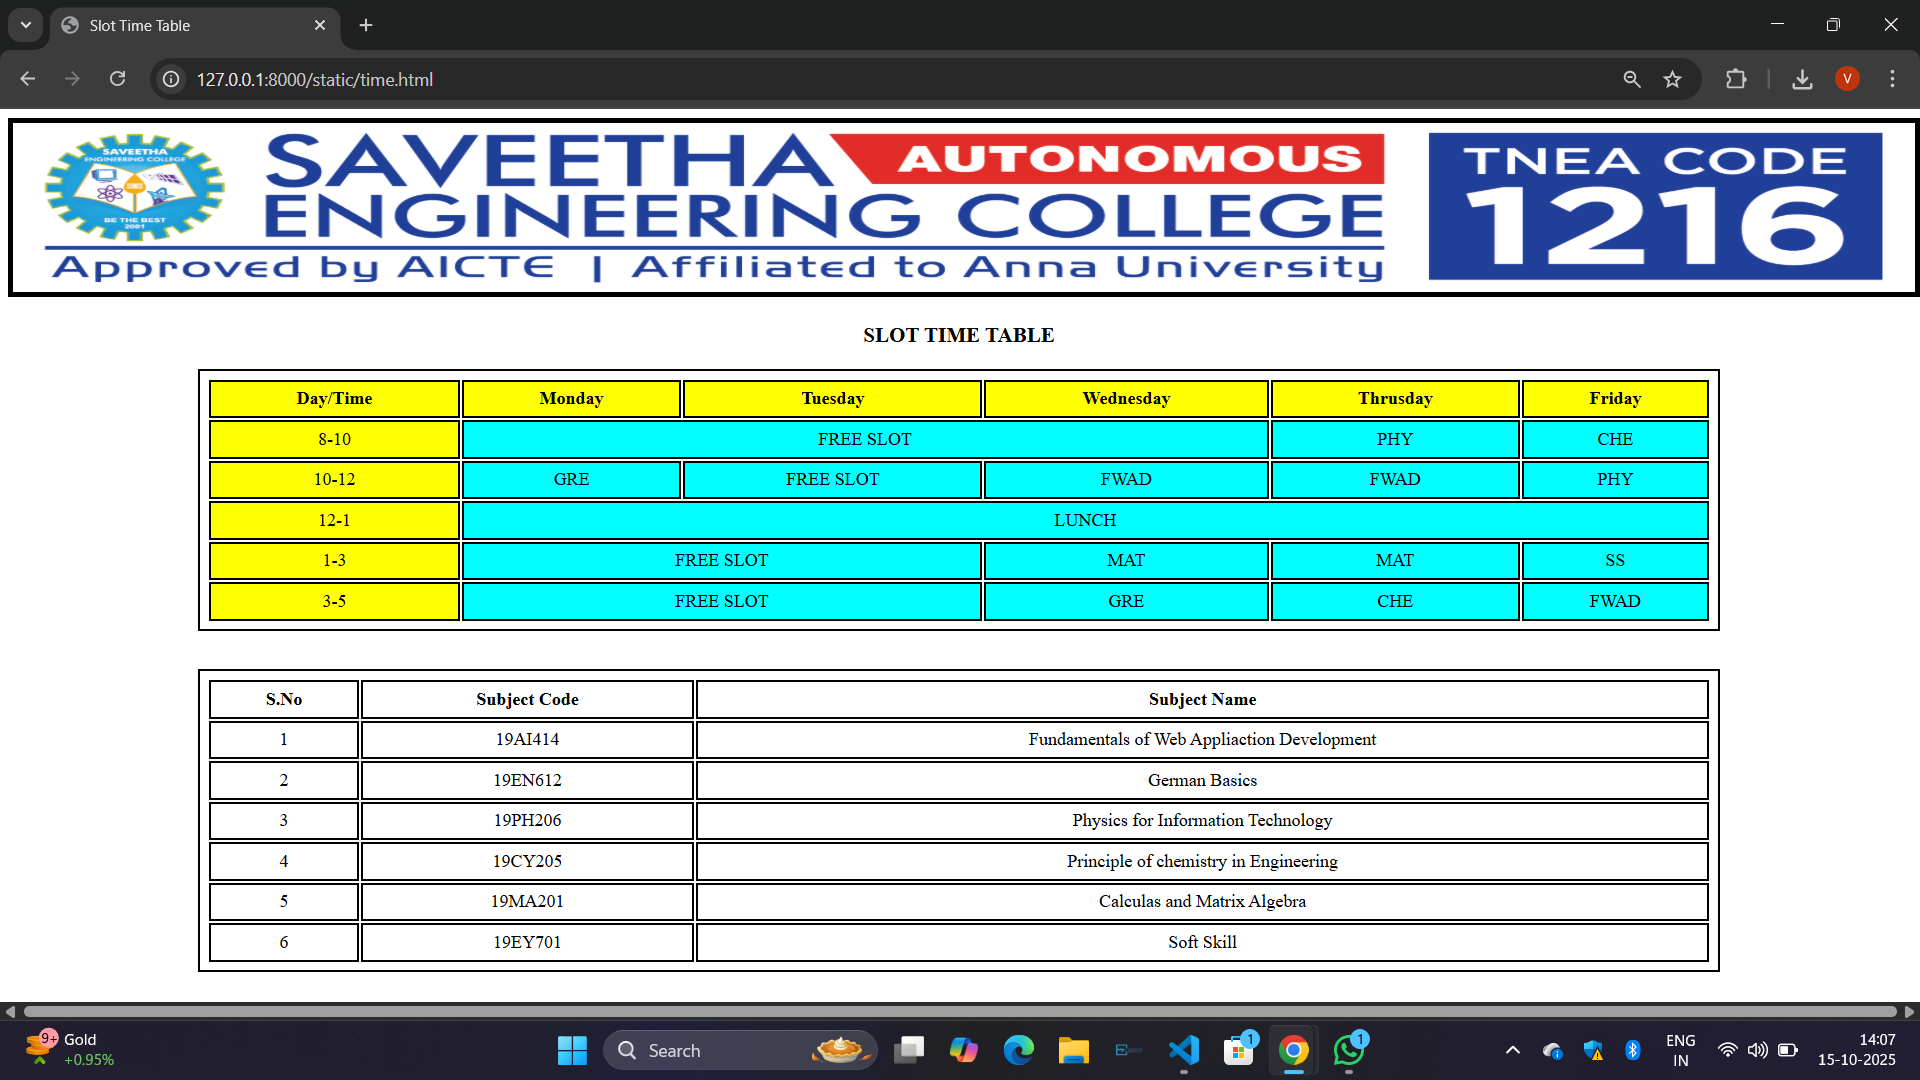 Slot Time Table
127.0.0.1:8000/static/time.html
V
SAVEETHA AUTONOMOUS
ENGINEERING COLLEGE
Approved by AICTE | Affiliated to Anna University
TNEA CODE
1216
SAVEETHA
ENGINEERING COLLEGE
BE THE BEST
2001
SLOT TIME TABLE
Day/Time Monday Tuesday Wednesday Thrusday Friday
8-10 FREE SLOT PHY CHE
10-12 GRE FREE SLOT FWAD FWAD PHY
12-1 LUNCH
1-3 FREE SLOT MAT MAT SS
3-5 FREE SLOT GRE CHE FWAD
S.No Subject Code Subject Name
1 19AI414 Fundamentals of Web Appliaction Development
2 19EN612 German Basics
3 19PH206 Physics for Information Technology
4 19CY205 Principle of chemistry in Engineering
5 19MA201 Calculas and Matrix Algebra
6 19EY701 Soft Skill
9+ Gold
+0.95%
Search
1
1
ENG
IN
14:07
15-10-2025